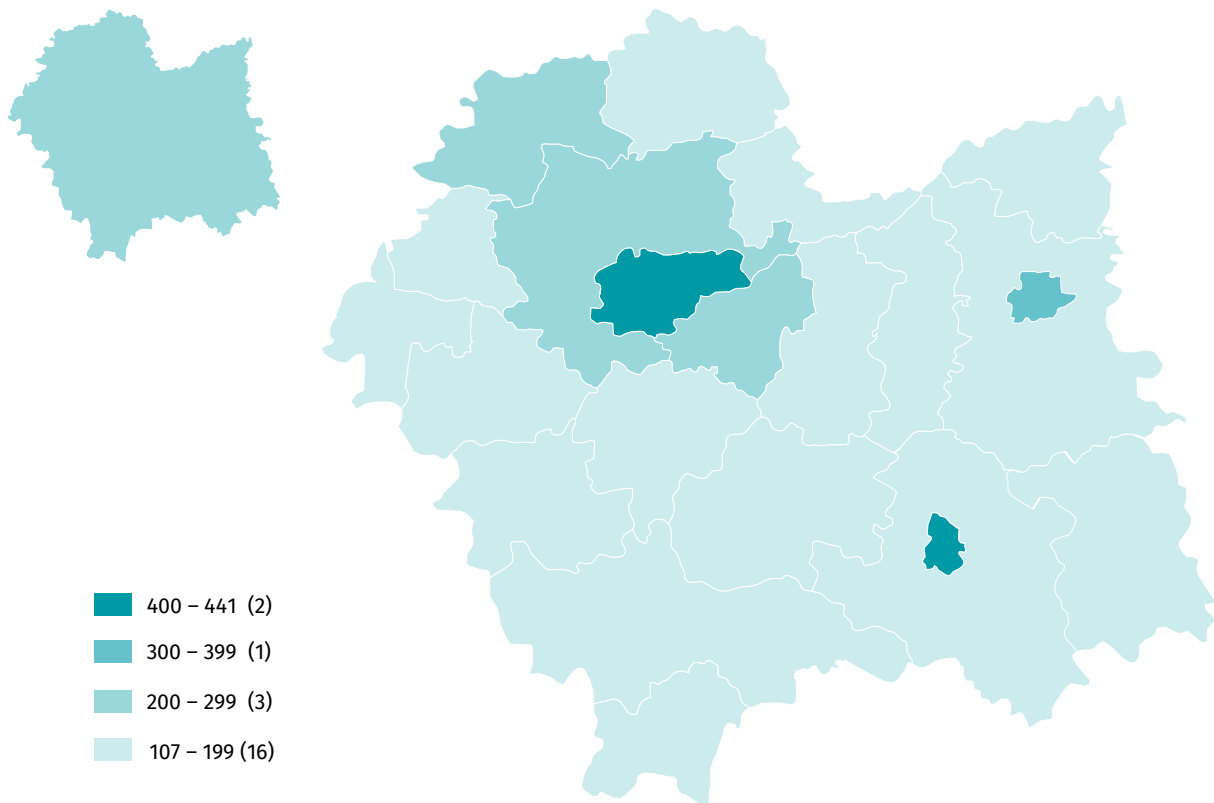 400 – 441 (2)
300 – 399 (1)
200 – 299 (3)
107 – 199 (16)